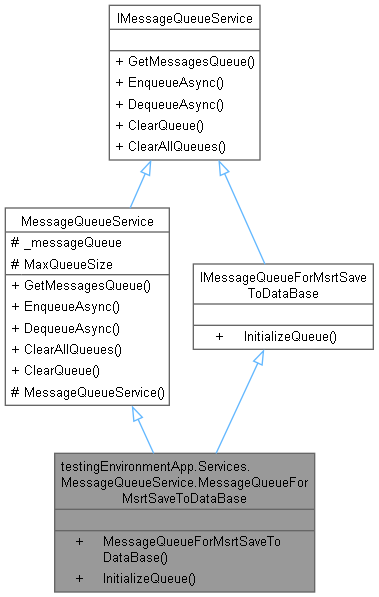 IMessageQueueService
+ GetMessagesQueue()
+ EnqueueAsync()
+ DequeueAsync()
+ ClearQueue()
+ ClearAllQueues()
MessageQueueService
# _messageQueue
# MaxQueueSize
+ GetMessagesQueue()
+ EnqueueAsync()
+ DequeueAsync()
+ ClearAllQueues()
+ ClearQueue()
# MessageQueueService()
IMessageQueueForMsrtSave
ToDataBase
+ InitializeQueue()
testingEnvironmentApp.Services.
MessageQueueService.MessageQueueFor
MsrtSaveToDataBase
+ MessageQueueForMsrtSaveTo
DataBase()
+ InitializeQueue()